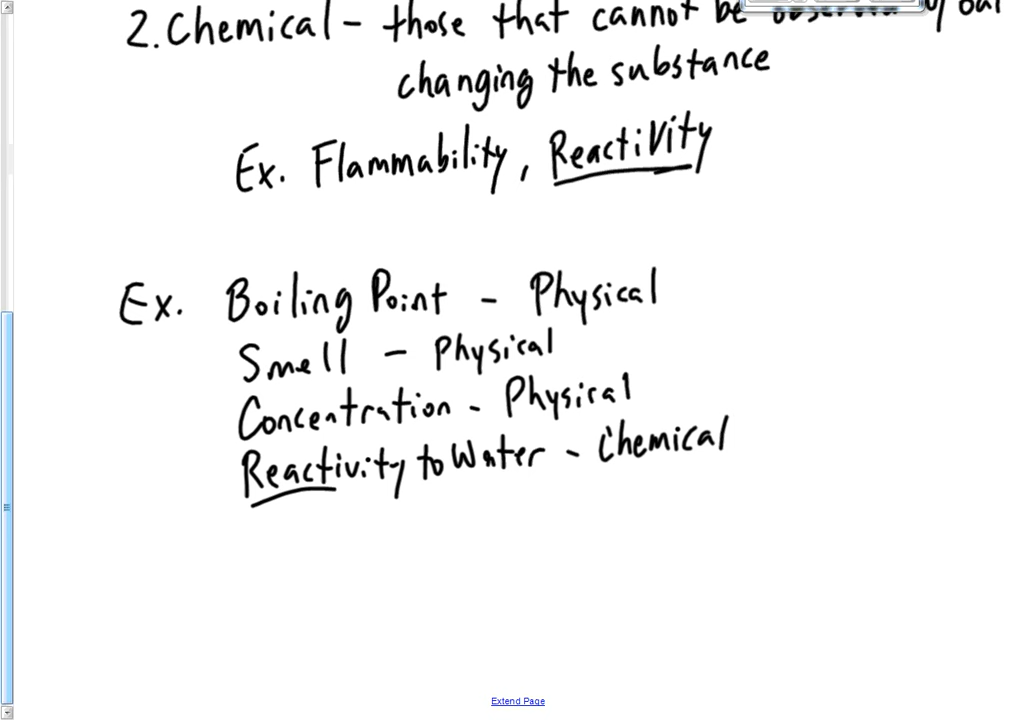 2. Chemical - those that cannot be
changing the substance
Ex. Flammability, Reactivity
Ex. Boiling Point - Physical
Smell - Physical
Concentration - Physical
Reactivity to Water - Chemical
Extend Page